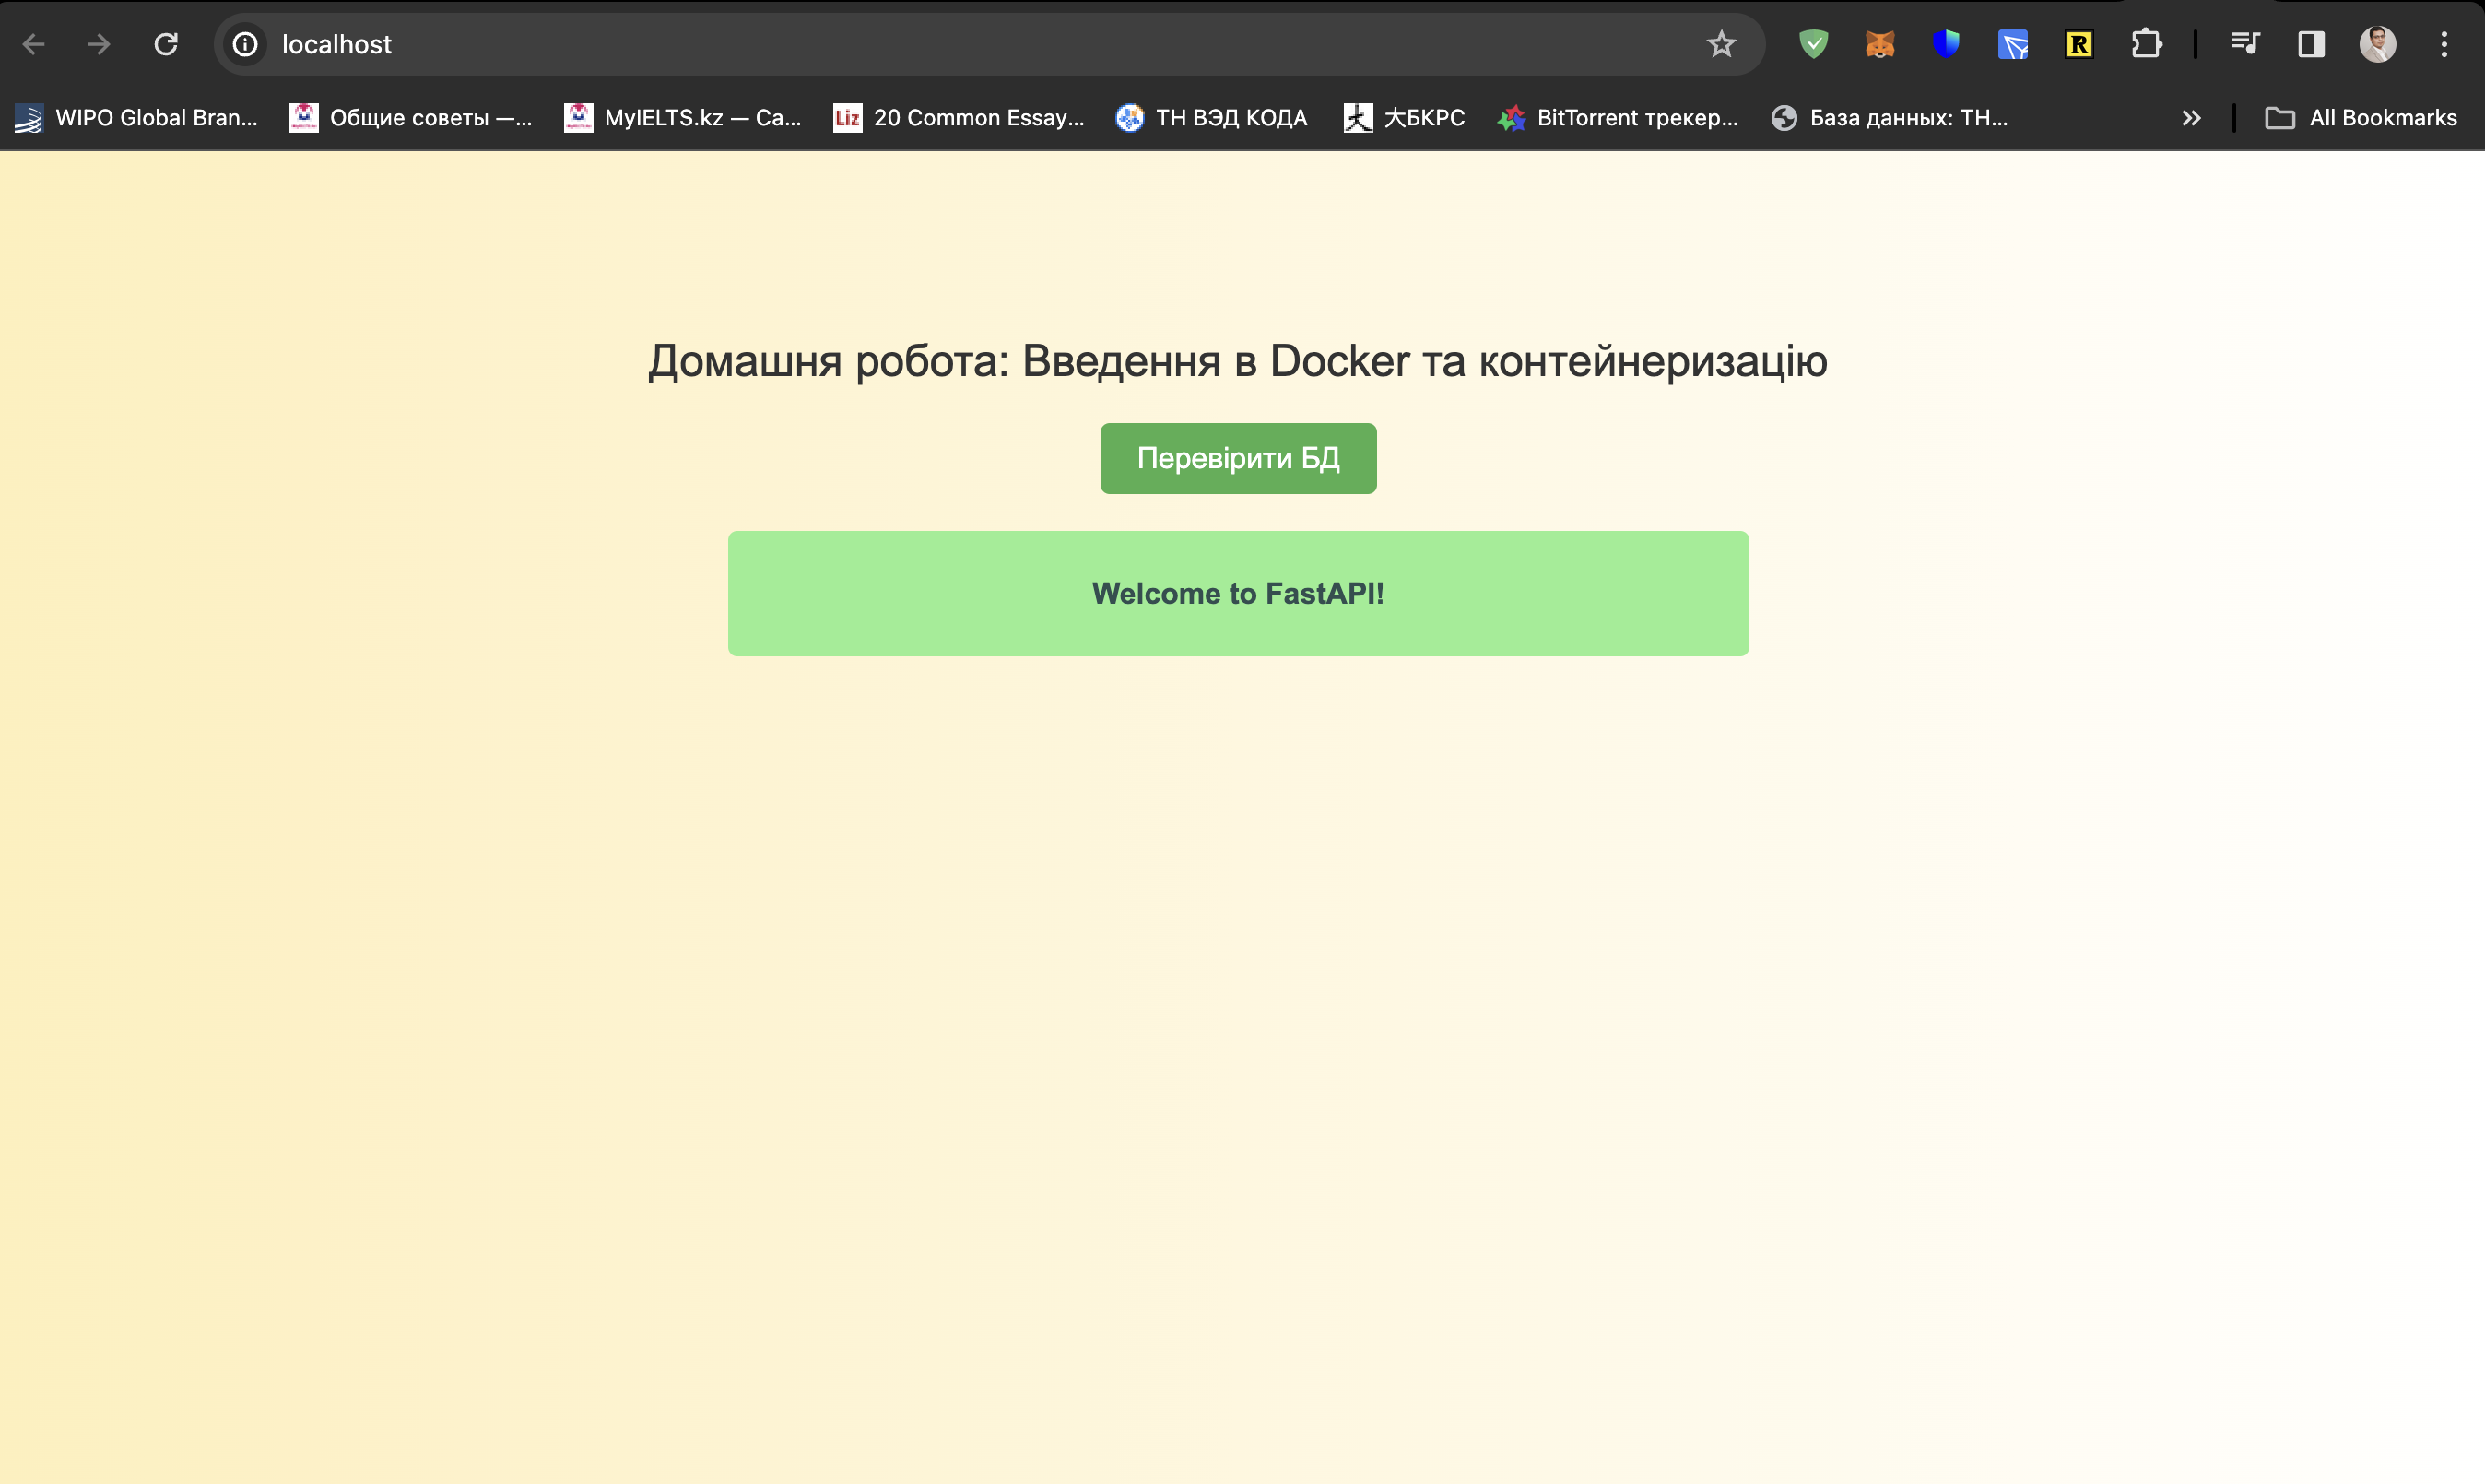 localhost
WIPO Global Bran...
Общие советы —...
MyIELTS.kz — Ca...
Liz 20 Common Essay...
ТН ВЭД КОДА
大БКРС
BitTorrent трекер...
База данных: ТН...
All Bookmarks
Домашня робота: Введення в Docker та контейнеризацію
Перевірити БД
Welcome to FastAPI!